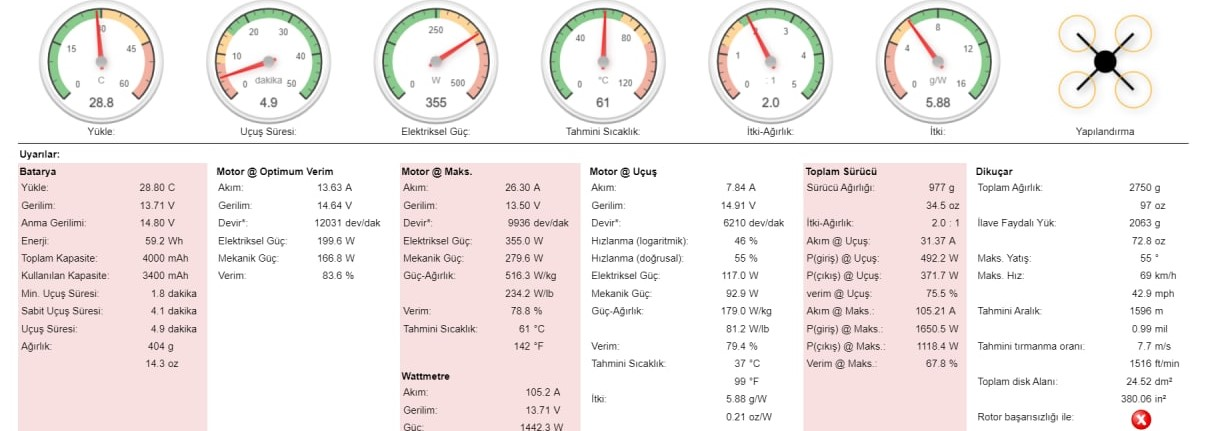 15 30 45 0 60 C 28.8
10 20 30 40 0 50 dakika 4.9
250 0 500 W 355
40 80 0 120 °C 61
1 3 4 0 5 : 1 2.0
4 8 12 0 16 g/W 5.88
Yükle: Uçuş Süresi: Elektriksel Güç: Tahmini Sıcaklık: İtki-Ağırlık: İtki: Yapılandırma
Uyarılar:
Batarya
Yükle: 28.80 C
Gerilim: 13.71 V
Anma Gerilimi: 14.80 V
Enerji: 59.2 Wh
Toplam Kapasite: 4000 mAh
Kullanılan Kapasite: 3400 mAh
Min. Uçuş Süresi: 1.8 dakika
Sabit Uçuş Süresi: 4.1 dakika
Uçuş Süresi: 4.9 dakika
Ağırlık: 404 g
14.3 oz
Motor @ Optimum Verim
Akım: 13.63 A
Gerilim: 14.64 V
Devir*: 12031 dev/dak
Elektriksel Güç: 199.6 W
Mekanik Güç: 166.8 W
Verim: 83.6 %
Motor @ Maks.
Akım: 26.30 A
Gerilim: 13.50 V
Devir*: 9936 dev/dak
Elektriksel Güç: 355.0 W
Mekanik Güç: 279.6 W
Güç-Ağırlık: 516.3 W/kg
234.2 W/lb
Verim: 78.8 %
Tahmini Sıcaklık: 61 °C
142 °F
Wattmetre
Akım: 105.2 A
Gerilim: 13.71 V
Güç: 1442.3 W
Motor @ Uçuş
Akım: 7.84 A
Gerilim: 14.91 V
Devir*: 6210 dev/dak
Hızlanma (logaritmik): 46 %
Hızlanma (doğrusal): 55 %
Elektriksel Güç: 117.0 W
Mekanik Güç: 92.9 W
Güç-Ağırlık: 179.0 W/kg
81.2 W/lb
Verim: 79.4 %
Tahmini Sıcaklık: 37 °C
99 °F
İtki: 5.88 g/W
0.21 oz/W
Toplam Sürücü
Sürücü Ağırlığı: 977 g
34.5 oz
İtki-Ağırlık: 2.0 : 1
Akım @ Uçuş: 31.37 A
P(giriş) @ Uçuş: 492.2 W
P(çıkış) @ Uçuş: 371.7 W
verim @ Uçuş: 75.5 %
Akım @ Maks.: 105.21 A
P(giriş) @ Maks.: 1650.5 W
P(çıkış) @ Maks.: 1118.4 W
Verim @ Maks.: 67.8 %
Dikuçar
Toplam Ağırlık: 2750 g
97 oz
İlave Faydalı Yük: 2063 g
72.8 oz
Maks. Yatış: 55 °
Maks. Hız: 69 km/h
42.9 mph
Tahmini Aralık: 1596 m
0.99 mil
Tahmini tırmanma oranı: 7.7 m/s
1516 ft/min
Toplam disk Alanı: 24.52 dm²
380.06 in²
Rotor başarısızlığı ile: